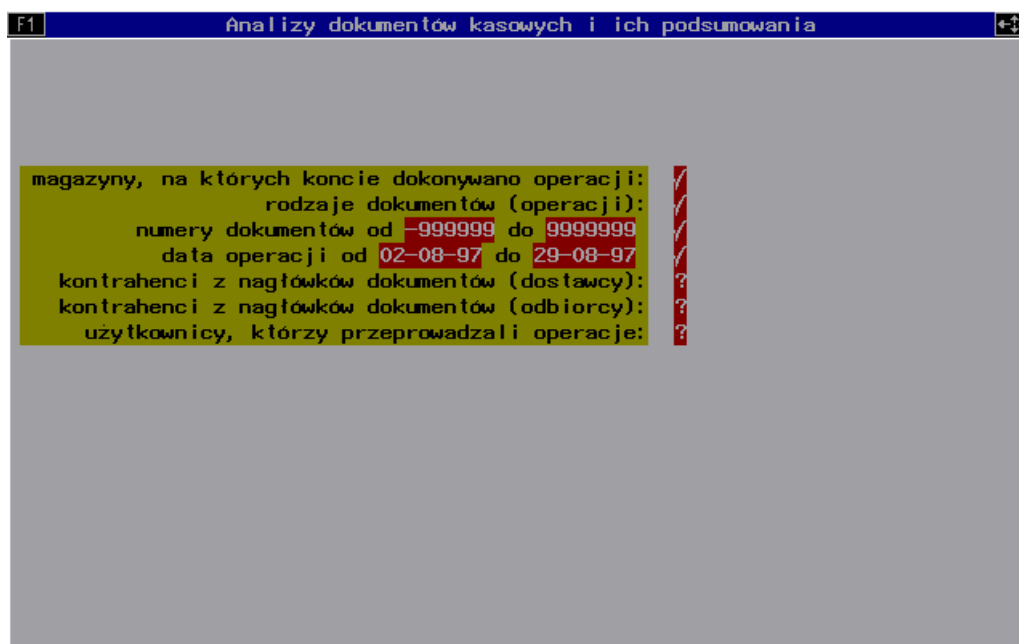 F1 Analizy dokumentów kasowych i ich podsumowania
magazyny, na których koncie dokonywano operacji: √
rodzaje dokumentów (operacji): √
numery dokumentów od -999999 do 9999999 √
data operacji od 02-08-97 do 29-08-97 √
kontrahenci z nagłówków dokumentów (dostawcy): ?
kontrahenci z nagłówków dokumentów (odbiorcy): ?
użytkownicy, którzy przeprowadzali operacje: ?